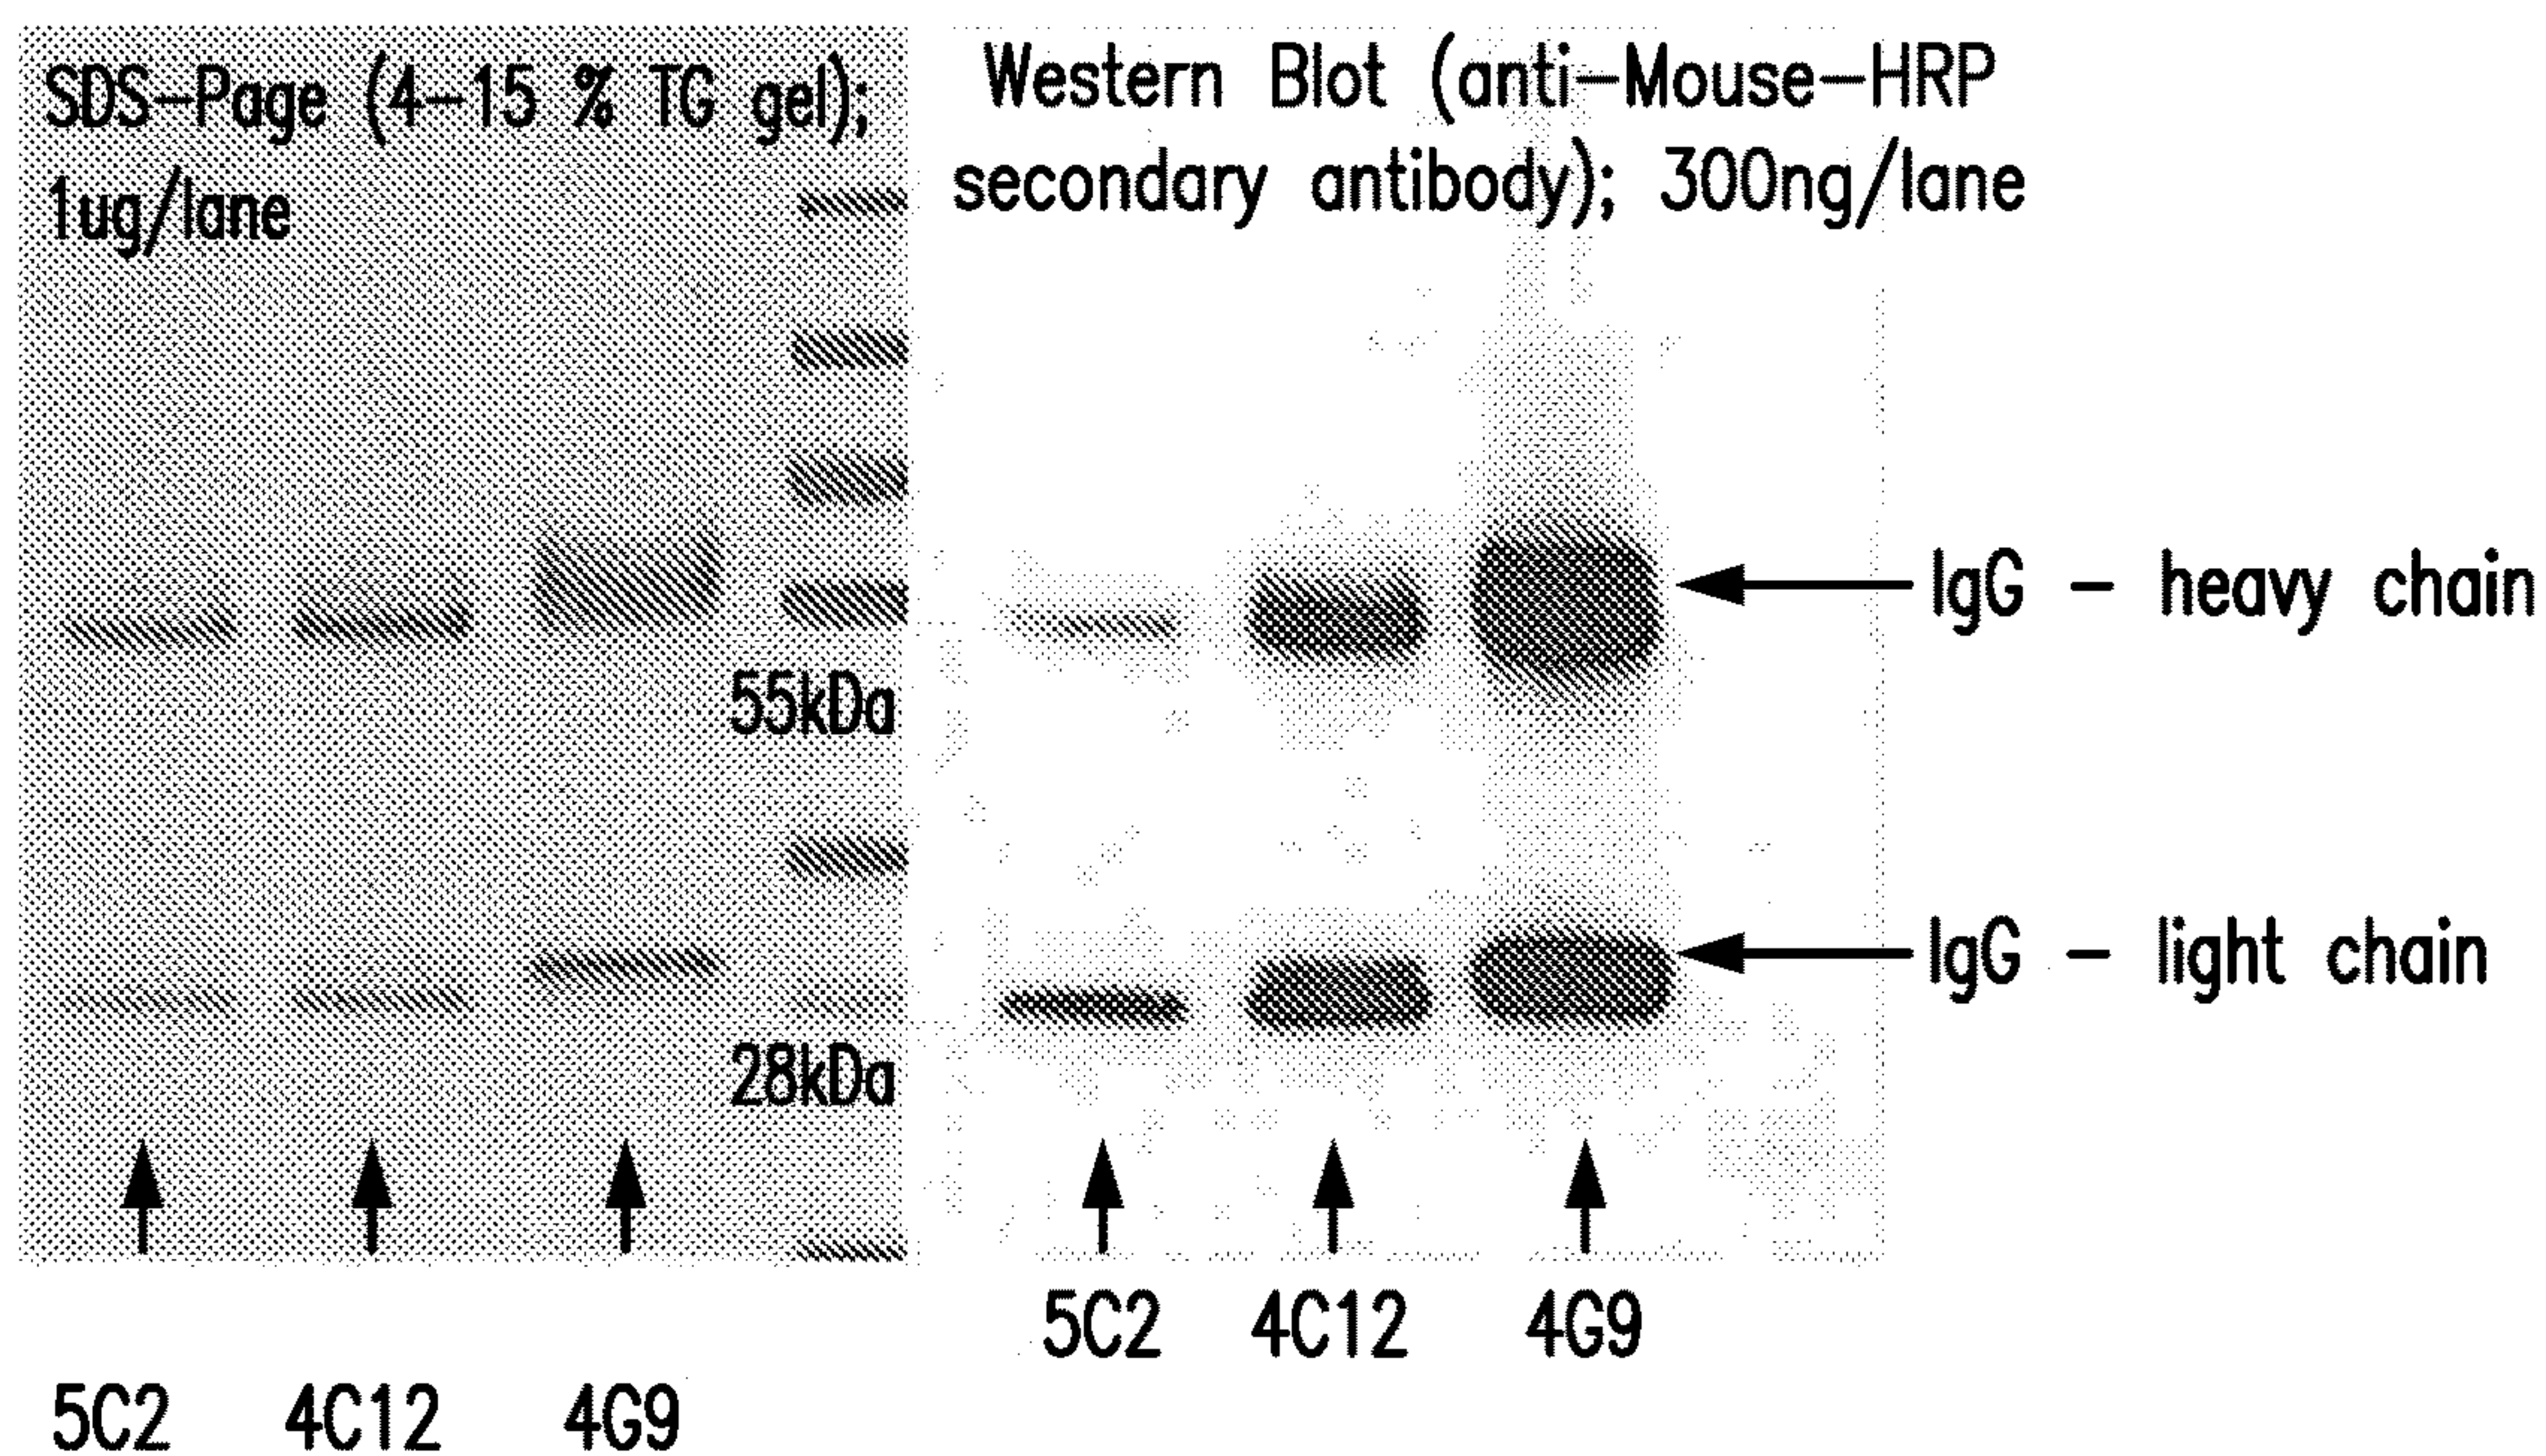 SDS-Page (4-15 % TG gel);
1ug/lane
55kDa
28kDa
5C2 4C12 4G9
Western Blot (anti-Mouse-HRP
secondary antibody); 300ng/lane
IgG - heavy chain
IgG - light chain
5C2 4C12 4G9